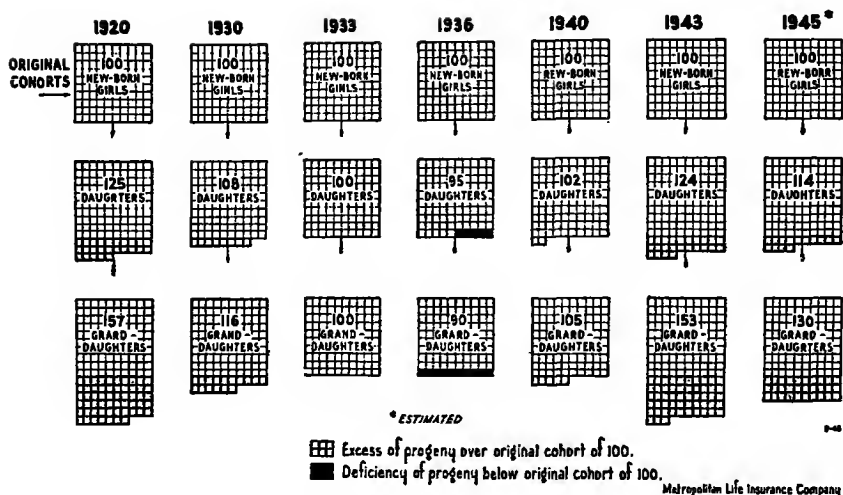 1920 1930 1933 1936 1940 1943 1945*
ORIGINAL
COHORTS
100 100 100 100 100 100 100
NEW-BORN NEW-BORN NEW-BORN NEW-BORN NEW-BORN NEW-BORN NEW-BORN
GIRLS GIRLS GIRLS GIRLS GIRLS GIRLS GIRLS
125 108 100 95 102 124 114
DAUGHTERS DAUGHTERS DAUGHTERS DAUGHTERS DAUGHTERS DAUGHTERS DAUGHTERS
157 116 100 90 105 153 130
GRAND- GRAND- GRAND- GRAND- GRAND- GRAND- GRAND-
DAUGHTERS DAUGHTERS DAUGHTERS DAUGHTERS DAUGHTERS DAUGHTERS DAUGHTERS
* ESTIMATED
Excess of progeny over original cohort of 100.
Deficiency of progeny below original cohort of 100.
Metropolitan Life Insurance Company